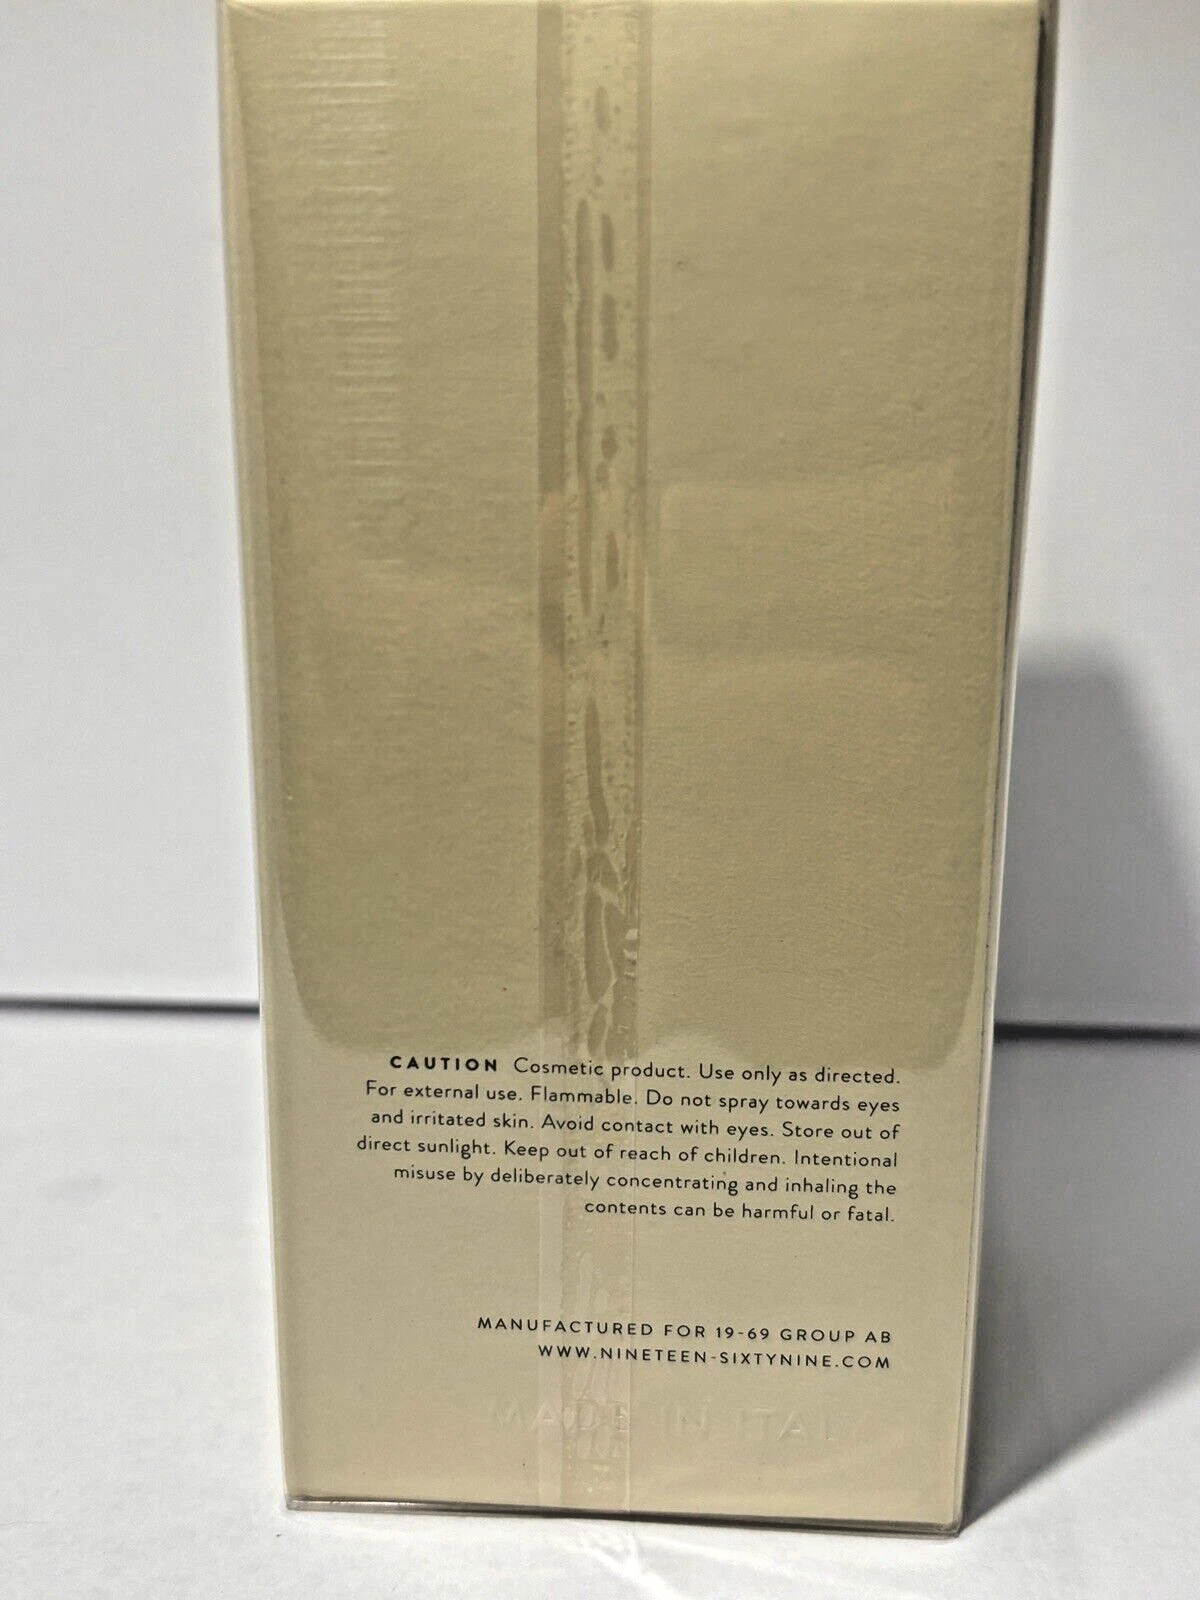 CAUTION Cosmetic product. Use only as directed.
For external use. Flammable. Do not spray towards eyes
and irritated skin. Avoid contact with eyes. Store out of
direct sunlight. Keep out of reach of children. Intentional
misuse by deliberately concentrating and inhaling the
contents can be harmful or fatal.
MANUFACTURED FOR 19-69 GROUP AB
WWW.NINETEEN-SIXTYNINE.COM